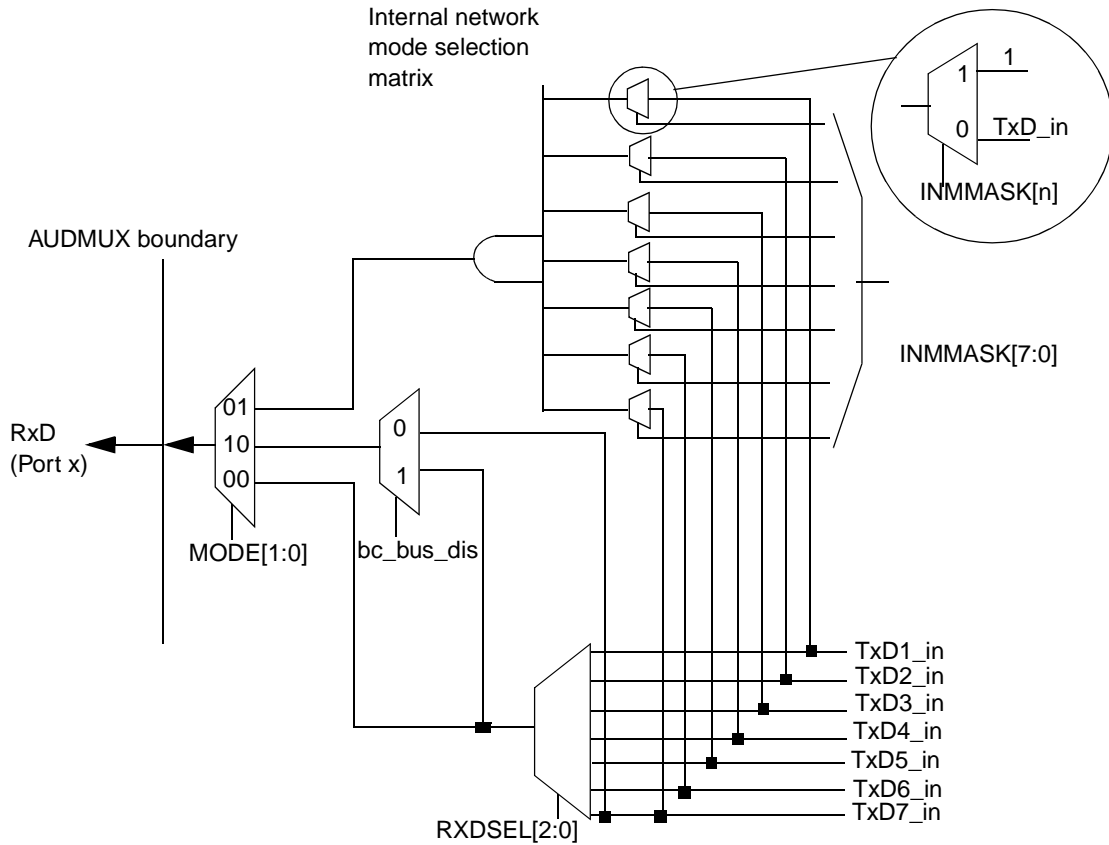 Internal network
mode selection
matrix
1
1
0
TxD_in
INMMASK[n]
AUDMUX boundary
INMMASK[7:0]
RxD
(Port x)
01
10
00
0
1
MODE[1:0]
bc_bus_dis
TxD1_in
TxD2_in
TxD3_in
TxD4_in
TxD5_in
TxD6_in
TxD7_in
RXDSEL[2:0]